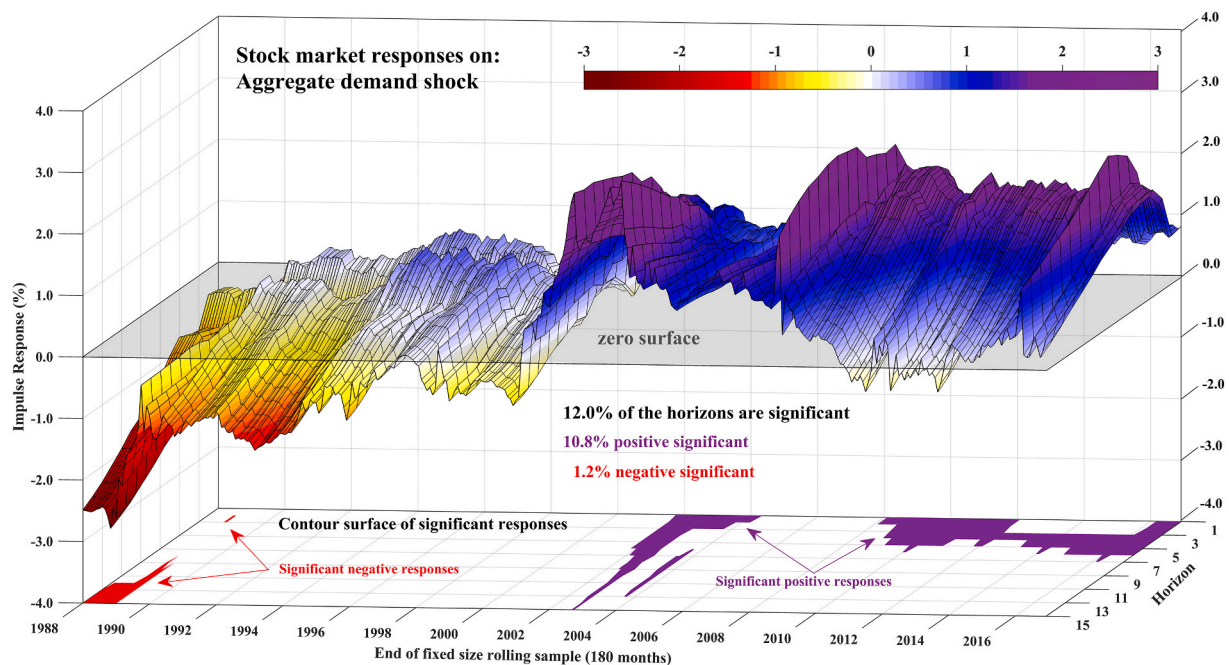 Stock market responses on:
Aggregate demand shock
-3 -2 -1 0 1 2 3
4.0
3.0
2.0
1.0
0.0
-1.0
-2.0
-3.0
-4.0
Impulse Response (%)
4.0
3.0
2.0
1.0
0.0
-1.0
-2.0
-3.0
-4.0
zero surface
12.0% of the horizons are significant
10.8% positive significant
1.2% negative significant
Contour surface of significant responses
Significant negative responses
Significant positive responses
1
3
5
7
9
11
13
15
Horizon
1988 1990 1992 1994 1996 1998 2000 2002 2004 2006 2008 2010 2012 2014 2016
End of fixed size rolling sample (180 months)